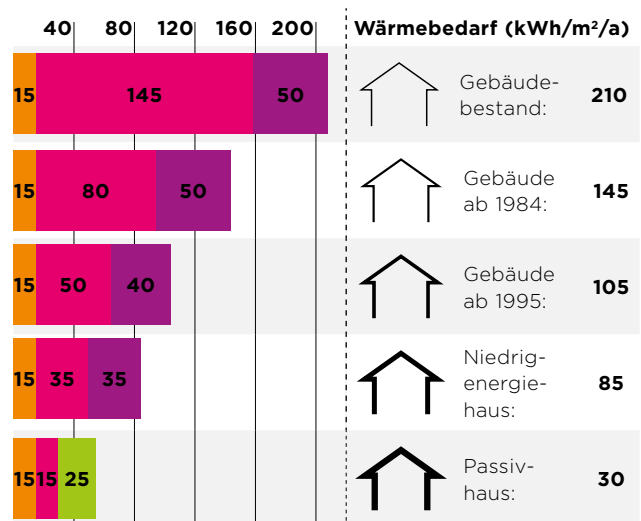 40 80 120 160 200 Wärmebedarf (kWh/m²/a)
15 145 50 Gebäude-
bestand: 210
15 80 50 Gebäude
ab 1984: 145
15 50 40 Gebäude
ab 1995: 105
15 35 35 Niedrig-
energie-
haus: 85
15 15 25 Passiv-
haus: 30